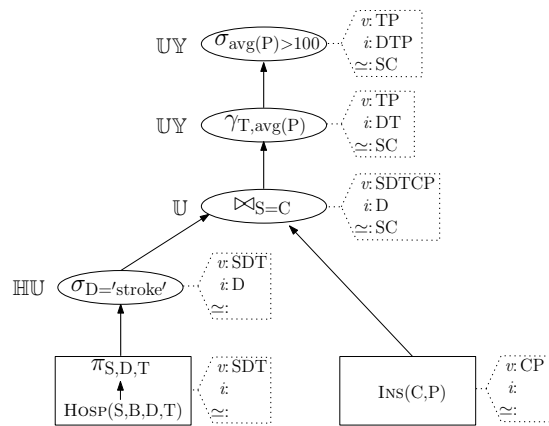 𝕌𝕐 σavg(P)>100
v: TP
i: DTP
≃: SC
𝕌𝕐 γT,avg(P)
v: TP
i: DT
≃: SC
𝕌 ⋈S=C
v: SDTCP
i: D
≃: SC
ℍ𝕌 σD='stroke'
v: SDT
i: D
≃:
πS,D,T
HOSP(S,B,D,T)
v: SDT
i:
≃:
INS(C,P)
v: CP
i:
≃: